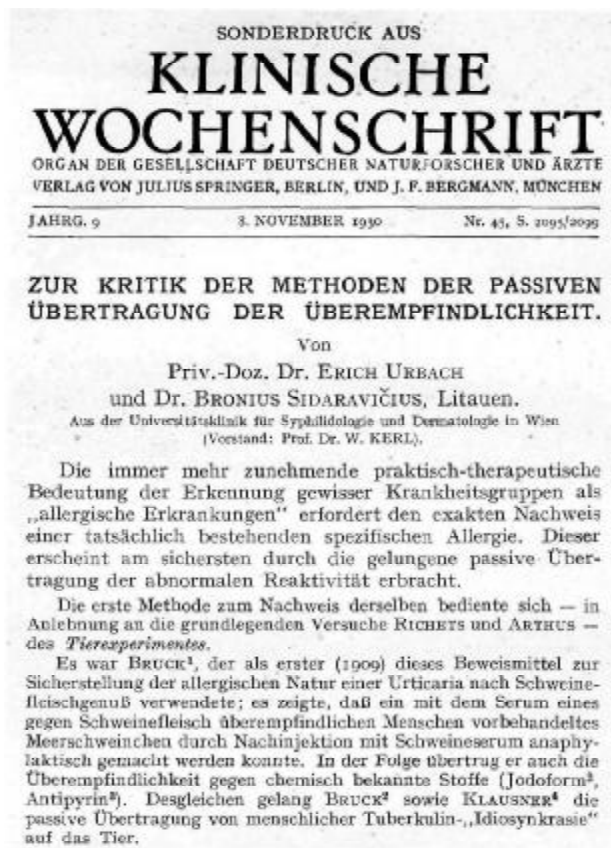 SONDERDRUCK AUS
KLINISCHE
WOCHENSCHRIFT
ORGAN DER GESELLSCHAFT DEUTSCHER NATURFORSCHER UND ÄRZTE
VERLAG VON JULIUS SPRINGER, BERLIN, UND J. F. BERGMANN, MÜNCHEN
JAHRG. 9 8. NOVEMBER 1930 Nr. 45, S. 2095/2099
ZUR KRITIK DER METHODEN DER PASSIVEN
ÜBERTRAGUNG DER ÜBEREMPFINDLICHKEIT.
Von
Priv.-Doz. Dr. ERICH URBACH
und Dr. BRONIUS SIDARAVIČIUS, Litauen.
Aus der Universitätsklinik für Syphilidologie und Dermatologie in Wien
(Vorstand: Prof. Dr. W. KERL).
Die immer mehr zunehmende praktisch-therapeutische
Bedeutung der Erkennung gewisser Krankheitsgruppen als
„allergische Erkrankungen“ erfordert den exakten Nachweis
einer tatsächlich bestehenden spezifischen Allergie. Dieser
erscheint am sichersten durch die gelungene passive Über-
tragung der abnormalen Reaktivität erbracht.
Die erste Methode zum Nachweis derselben bediente sich — in
Anlehnung an die grundlegenden Versuche RICHETS und ARTHUS —
des Tierexperimentes.
Es war BRUCK¹, der als erster (1909) dieses Beweismittel zur
Sicherstellung der allergischen Natur einer Urticaria nach Schweine-
fleischgenuß verwendete; es zeigte, daß ein mit dem Serum eines
gegen Schweinefleisch überempfindlichen Menschen vorbehandeltes
Meerschweinchen durch Nachinjektion mit Schweineserum anaphy-
laktisch gemacht werden konnte. In der Folge übertrug er auch die
Überempfindlichkeit gegen chemisch bekannte Stoffe (Jodoform²,
Antipyrin³). Desgleichen gelang BRUCK² sowie KLAUSNER⁴ die
passive Übertragung von menschlicher Tuberkulin-„Idiosynkrasie“
auf das Tier.